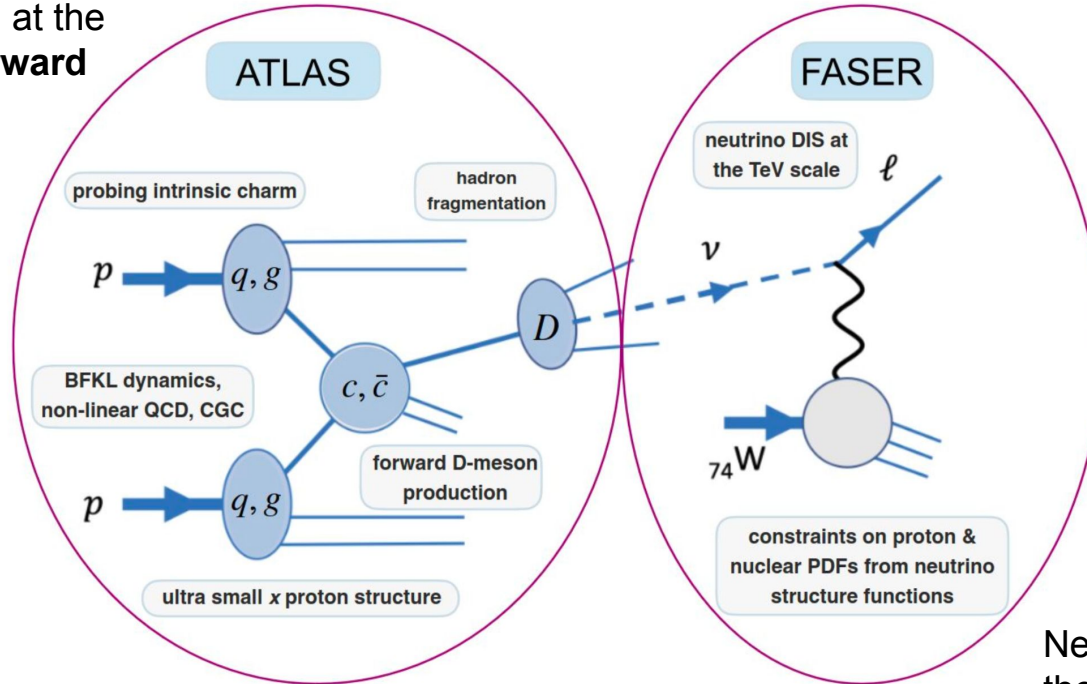 at the
ward
ATLAS
FASER
neutrino DIS at
the TeV scale
ℓ
hadron
fragmentation
probing intrinsic charm
ν
p
q, g
D
BFKL dynamics,
non-linear QCD, CGC
c, c̄
₇₄W
forward D-meson
production
p
q, g
constraints on proton &
nuclear PDFs from neutrino
structure functions
ultra small x proton structure
Ne
the